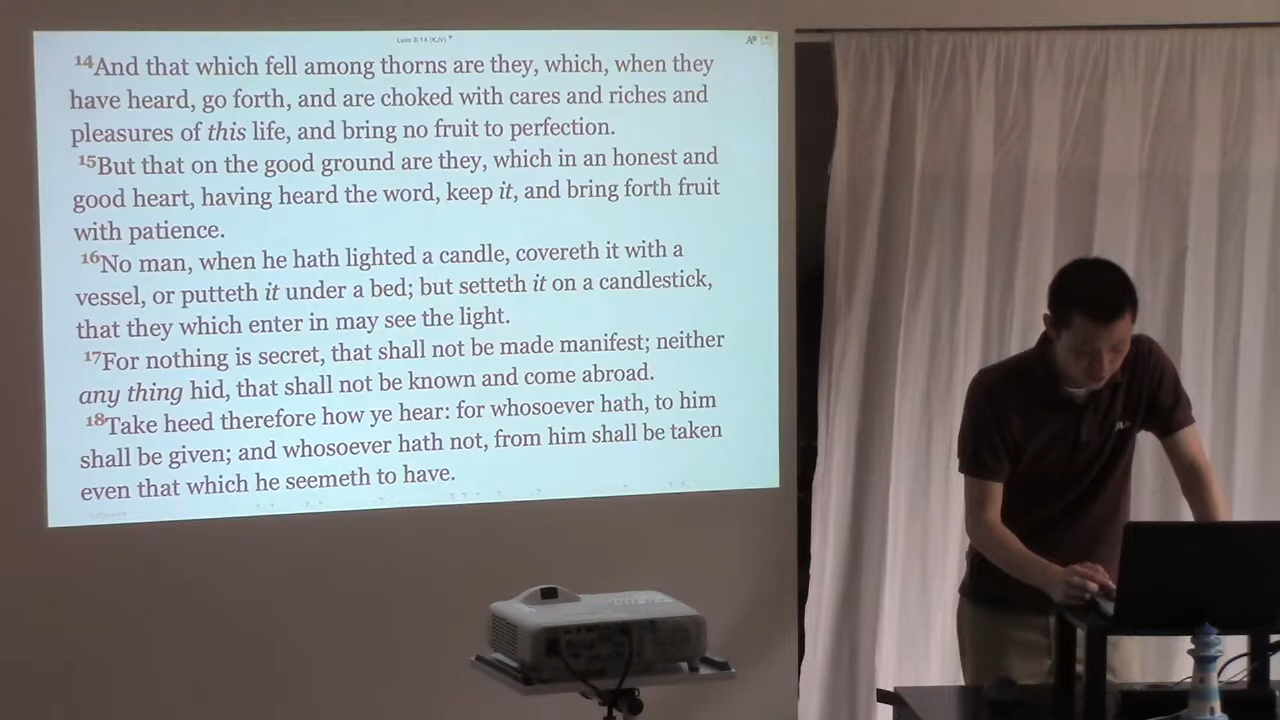 Luke 8:14 (KJV)
14And that which fell among thorns are they, which, when they
have heard, go forth, and are choked with cares and riches and
pleasures of this life, and bring no fruit to perfection.
15But that on the good ground are they, which in an honest and
good heart, having heard the word, keep it, and bring forth fruit
with patience.
16No man, when he hath lighted a candle, covereth it with a
vessel, or putteth it under a bed; but setteth it on a candlestick,
that they which enter in may see the light.
17For nothing is secret, that shall not be made manifest; neither
any thing hid, that shall not be known and come abroad.
18Take heed therefore how ye hear: for whosoever hath, to him
shall be given; and whosoever hath not, from him shall be taken
even that which he seemeth to have.